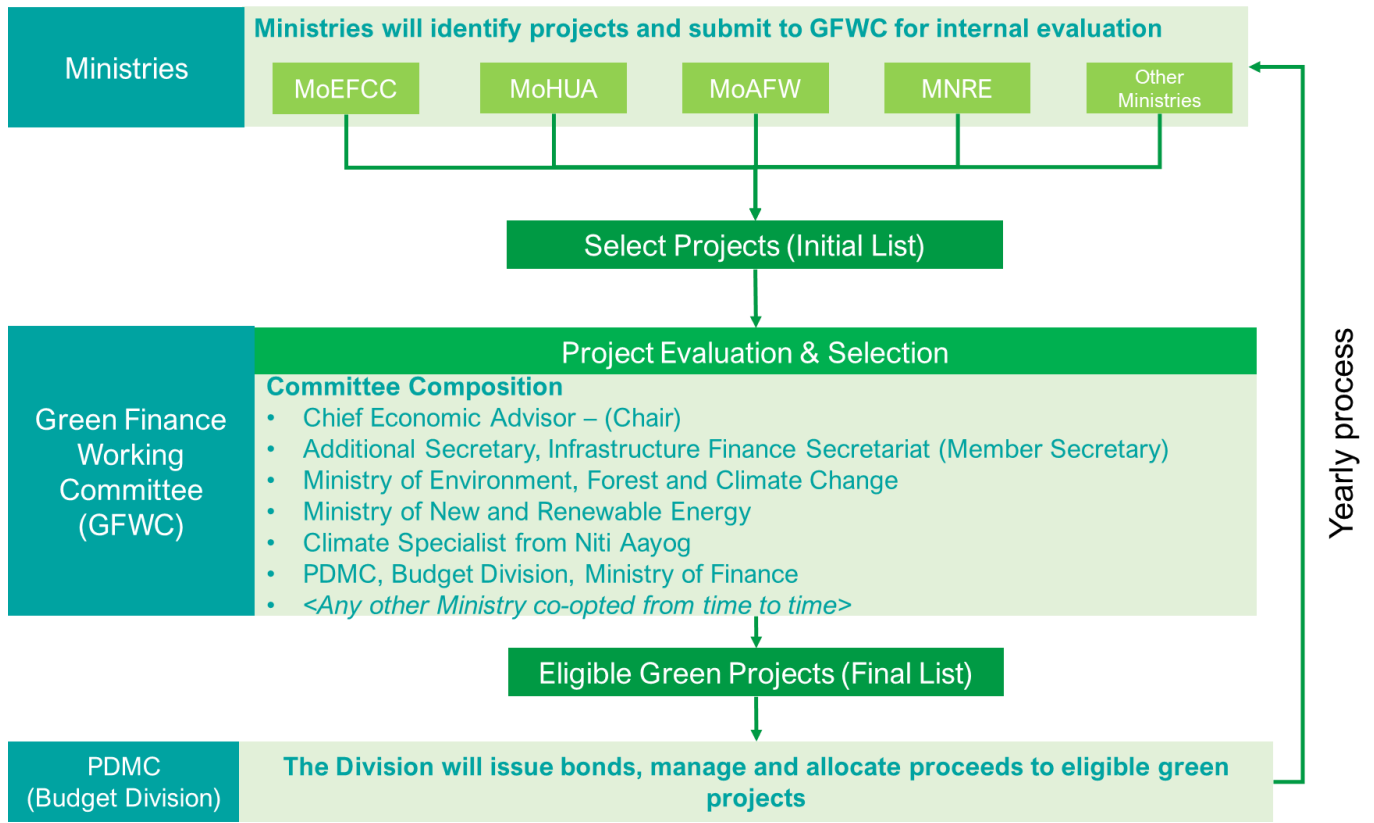 Ministries
Ministries will identify projects and submit to GFWC for internal evaluation
MoEFCC
MoHUA
MoAFW
MNRE
Other
Ministries
Select Projects (Initial List)
Green Finance
Working
Committee
(GFWC)
Project Evaluation & Selection
Committee Composition
• Chief Economic Advisor – (Chair)
• Additional Secretary, Infrastructure Finance Secretariat (Member Secretary)
• Ministry of Environment, Forest and Climate Change
• Ministry of New and Renewable Energy
• Climate Specialist from Niti Aayog
• PDMC, Budget Division, Ministry of Finance
• <Any other Ministry co-opted from time to time>
Eligible Green Projects (Final List)
PDMC
(Budget Division)
The Division will issue bonds, manage and allocate proceeds to eligible green
projects
Yearly process